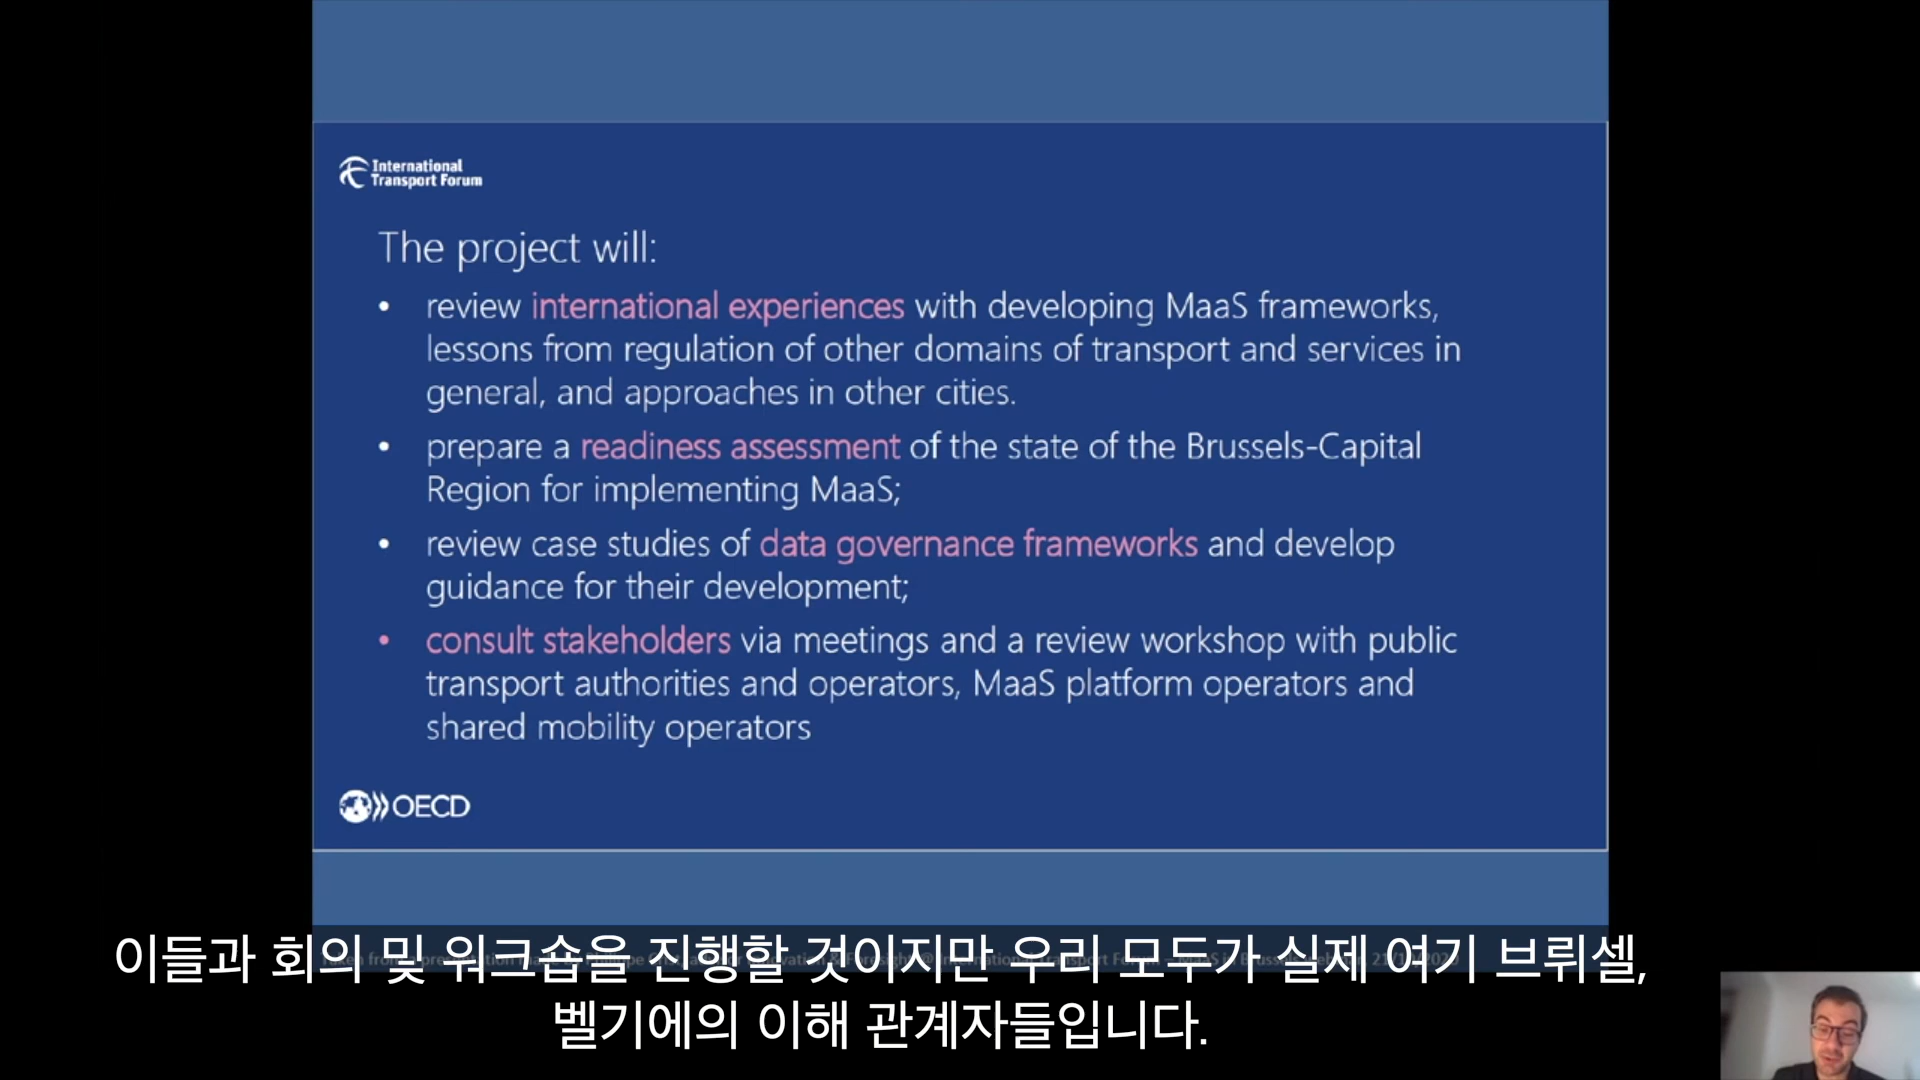 International
Transport Forum
The project will:
• review international experiences with developing MaaS frameworks,
lessons from regulation of other domains of transport and services in
general, and approaches in other cities.
• prepare a readiness assessment of the state of the Brussels-Capital
Region for implementing MaaS;
• review case studies of data governance frameworks and develop
guidance for their development;
• consult stakeholders via meetings and a review workshop with public
transport authorities and operators, MaaS platform operators and
shared mobility operators
OECD
이들과 회의 및 워크숍을 진행할 것이지만 우리 모두가 실제 여기 브뤼셀,
벨기에의 이해 관계자들입니다.